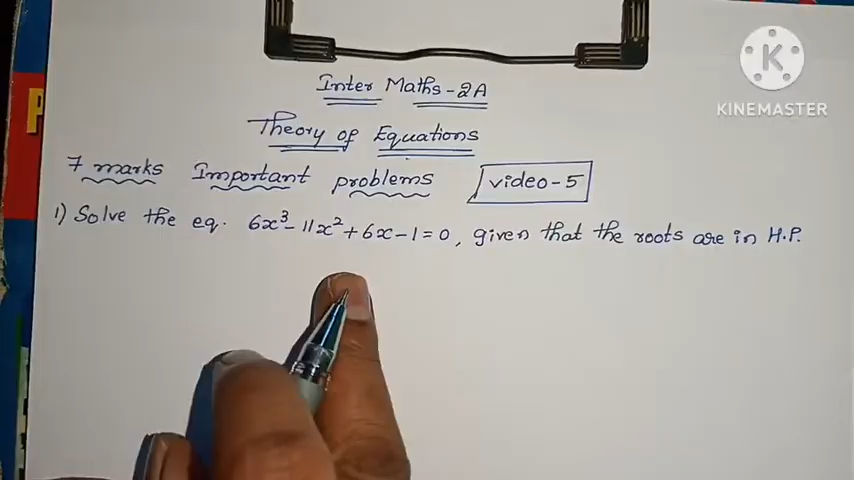 Inter Maths-2A
K
KINEMASTER
Theory of Equations
7 marks Important problems video-5
1) Solve the eq. 6x³-11x²+6x-1=0, given that the roots are in H.P.